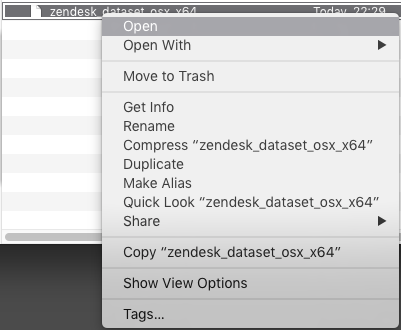 zendesk_dataset_osx_x64 Today, 22:29
Open
Open With
Move to Trash
Get Info
Rename
Compress “zendesk_dataset_osx_x64”
Duplicate
Make Alias
Quick Look “zendesk_dataset_osx_x64”
Share
Copy “zendesk_dataset_osx_x64”
Show View Options
Tags...